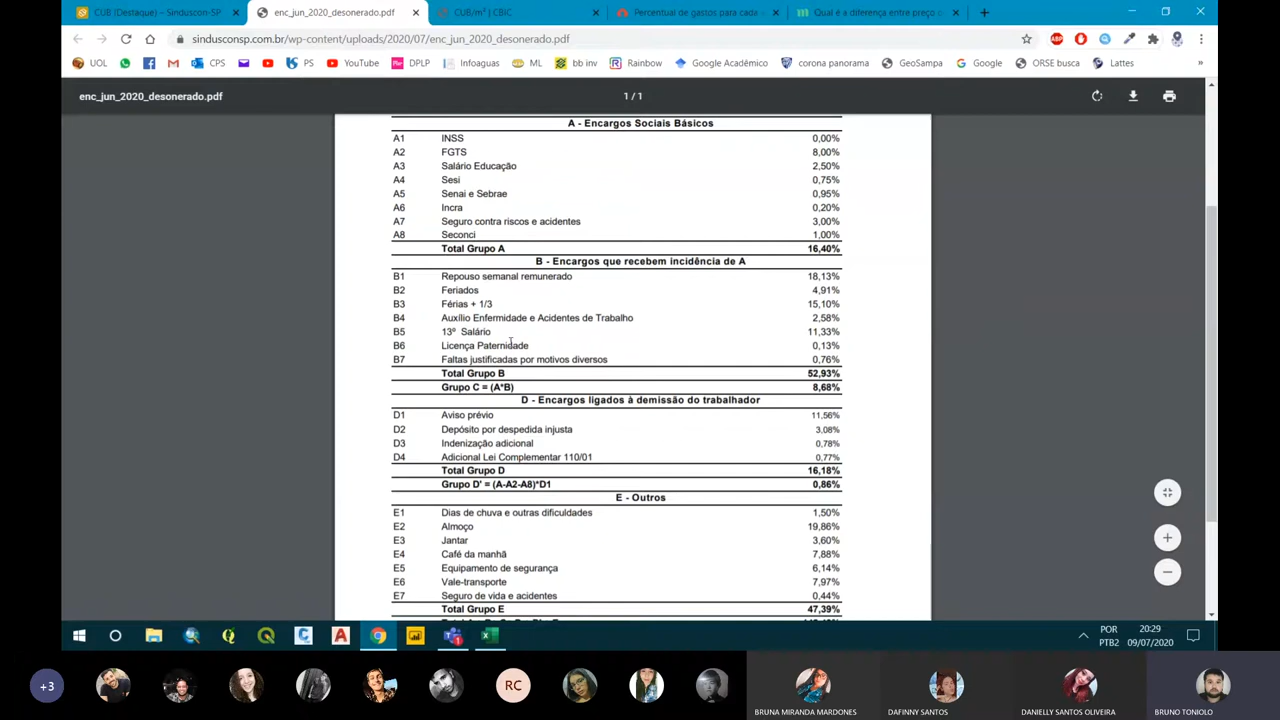 CUB (Destaque) – Sinduscon-SP
enc_jun_2020_desonerado.pdf
CUB/m² | CBIC
Percentual de gastos para cada
Qual é a diferença entre preço
sindusconsp.com.br/wp-content/uploads/2020/07/enc_jun_2020_desonerado.pdf
UOL
CPS
PS
YouTube
DPLP
Infoaguas
ML
bb inv
Rainbow
Google Acadêmico
corona panorama
GeoSampa
Google
ORSE busca
Lattes
enc_jun_2020_desonerado.pdf
1 / 1
A - Encargos Sociais Básicos
A1 INSS 0,00%
A2 FGTS 8,00%
A3 Salário Educação 2,50%
A4 Sesi 0,75%
A5 Senai e Sebrae 0,95%
A6 Incra 0,20%
A7 Seguro contra riscos e acidentes 3,00%
A8 Seconci 1,00%
Total Grupo A 16,40%
B - Encargos que recebem incidência de A
B1 Repouso semanal remunerado 18,13%
B2 Feriados 4,91%
B3 Férias + 1/3 15,10%
B4 Auxílio Enfermidade e Acidentes de Trabalho 2,58%
B5 13º Salário 11,33%
B6 Licença Paternidade 0,13%
B7 Faltas justificadas por motivos diversos 0,76%
Total Grupo B 52,93%
Grupo C = (A*B) 8,68%
D - Encargos ligados à demissão do trabalhador
D1 Aviso prévio 11,56%
D2 Depósito por despedida injusta 3,08%
D3 Indenização adicional 0,78%
D4 Adicional Lei Complementar 110/01 0,77%
Total Grupo D 16,18%
Grupo D' = (A-A2-A8)*D1 0,86%
E - Outros
E1 Dias de chuva e outras dificuldades 1,50%
E2 Almoço 19,86%
E3 Jantar 3,60%
E4 Café da manhã 7,88%
E5 Equipamento de segurança 6,14%
E6 Vale-transporte 7,97%
E7 Seguro de vida e acidentes 0,44%
Total Grupo E 47,39%
POR
PTB2
20:29
09/07/2020
+3
RC
BRUNA MIRANDA MARDONES
DAFINNY SANTOS
DANIELLY SANTOS OLIVEIRA
BRUNO TONIOLO